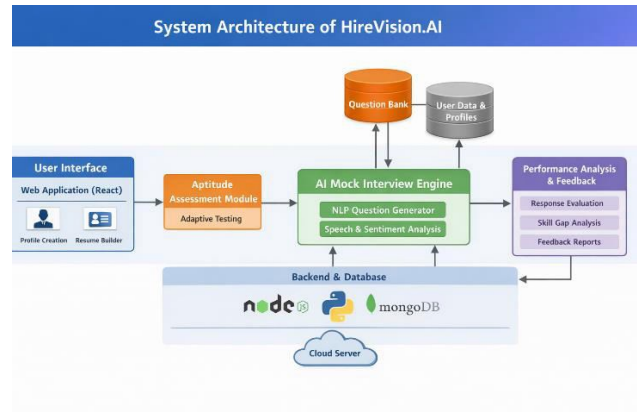 System Architecture of HireVision.AI
Question Bank
User Data &
Profiles
User Interface
Web Application (React)
Profile Creation
Resume Builder
Aptitude
Assessment Module
Adaptive Testing
AI Mock Interview Engine
NLP Question Generator
Speech & Sentiment Analysis
Performance Analysis
& Feedback
Response Evaluation
Skill Gap Analysis
Feedback Reports
Backend & Database
node JS
mongoDB
Cloud Server